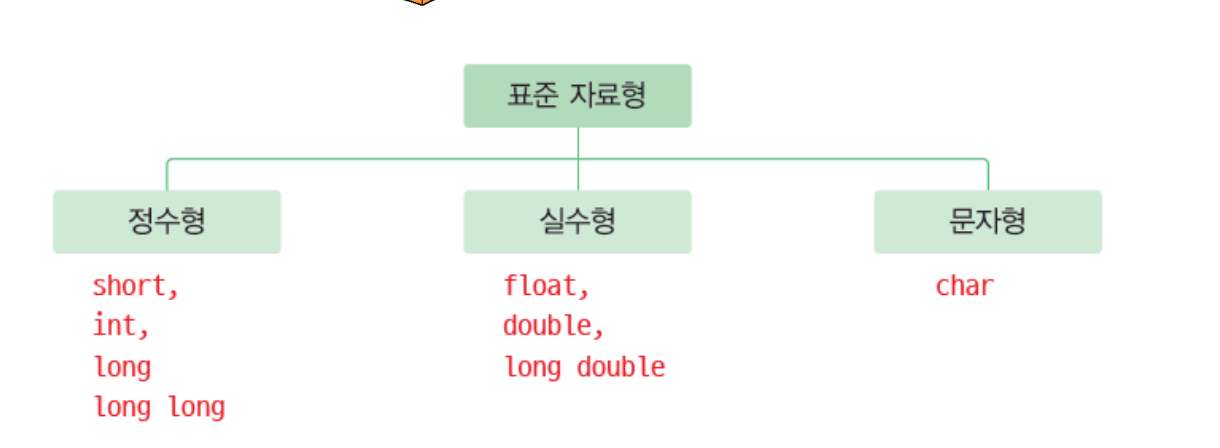 표준 자료형
정수형
short,
int,
long
long long
실수형
float,
double,
long double
문자형
char